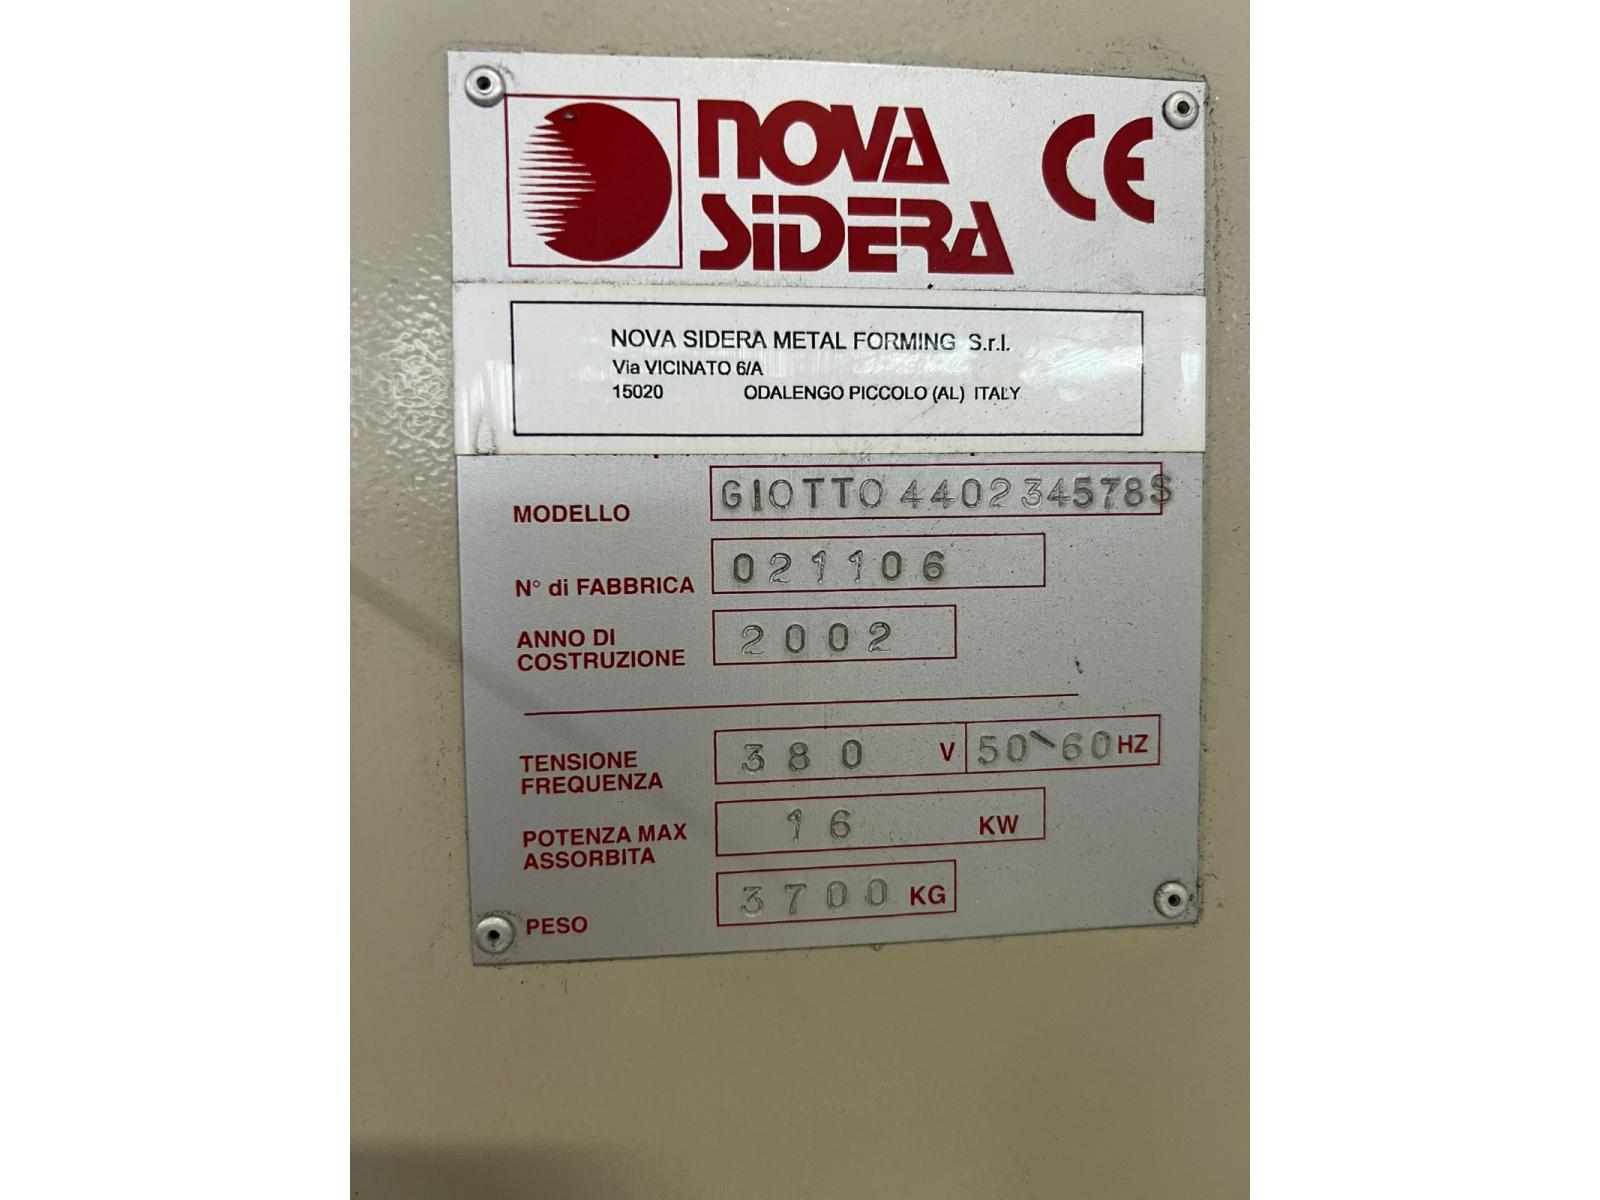 NOVA
SIDERA
CE
NOVA SIDERA METAL FORMING S.r.l.
Via VICINATO 6/A
15020 ODALENGO PICCOLO (AL) ITALY
MODELLO GIOTTO 440234578S
N° di FABBRICA 021106
ANNO DI
COSTRUZIONE 2002
TENSIONE
FREQUENZA 380 V 50~60 HZ
POTENZA MAX
ASSORBITA 16 KW
PESO 3700 KG